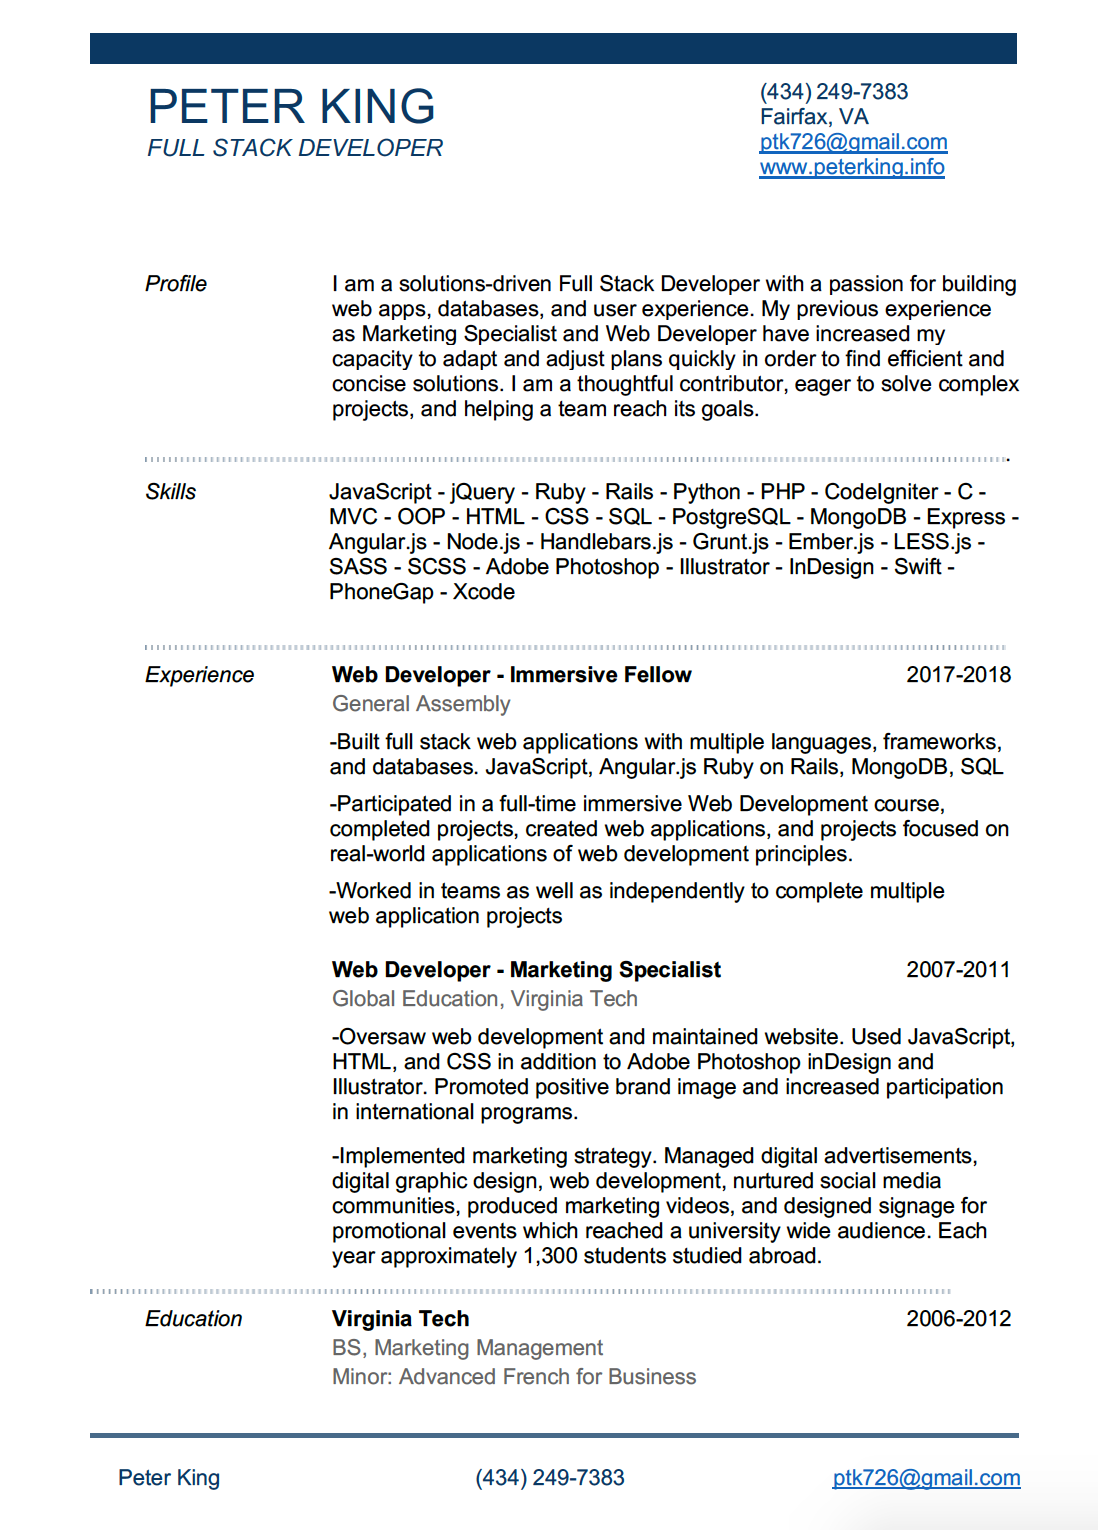 PETER KING
FULL STACK DEVELOPER
(434) 249-7383
Fairfax, VA
ptk726@gmail.com
www.peterking.info
Profile
I am a solutions-driven Full Stack Developer with a passion for building
web apps, databases, and user experience. My previous experience
as Marketing Specialist and Web Developer have increased my
capacity to adapt and adjust plans quickly in order to find efficient and
concise solutions. I am a thoughtful contributor, eager to solve complex
projects, and helping a team reach its goals.
Skills
JavaScript - jQuery - Ruby - Rails - Python - PHP - CodeIgniter - C -
MVC - OOP - HTML - CSS - SQL - PostgreSQL - MongoDB - Express -
Angular.js - Node.js - Handlebars.js - Grunt.js - Ember.js - LESS.js -
SASS - SCSS - Adobe Photoshop - Illustrator - InDesign - Swift -
PhoneGap - Xcode
Experience
Web Developer - Immersive Fellow 2017-2018
General Assembly
-Built full stack web applications with multiple languages, frameworks,
and databases. JavaScript, Angular.js Ruby on Rails, MongoDB, SQL
-Participated in a full-time immersive Web Development course,
completed projects, created web applications, and projects focused on
real-world applications of web development principles.
-Worked in teams as well as independently to complete multiple
web application projects
Web Developer - Marketing Specialist 2007-2011
Global Education, Virginia Tech
-Oversaw web development and maintained website. Used JavaScript,
HTML, and CSS in addition to Adobe Photoshop inDesign and
Illustrator. Promoted positive brand image and increased participation
in international programs.
-Implemented marketing strategy. Managed digital advertisements,
digital graphic design, web development, nurtured social media
communities, produced marketing videos, and designed signage for
promotional events which reached a university wide audience. Each
year approximately 1,300 students studied abroad.
Education
Virginia Tech 2006-2012
BS, Marketing Management
Minor: Advanced French for Business
Peter King (434) 249-7383 ptk726@gmail.com